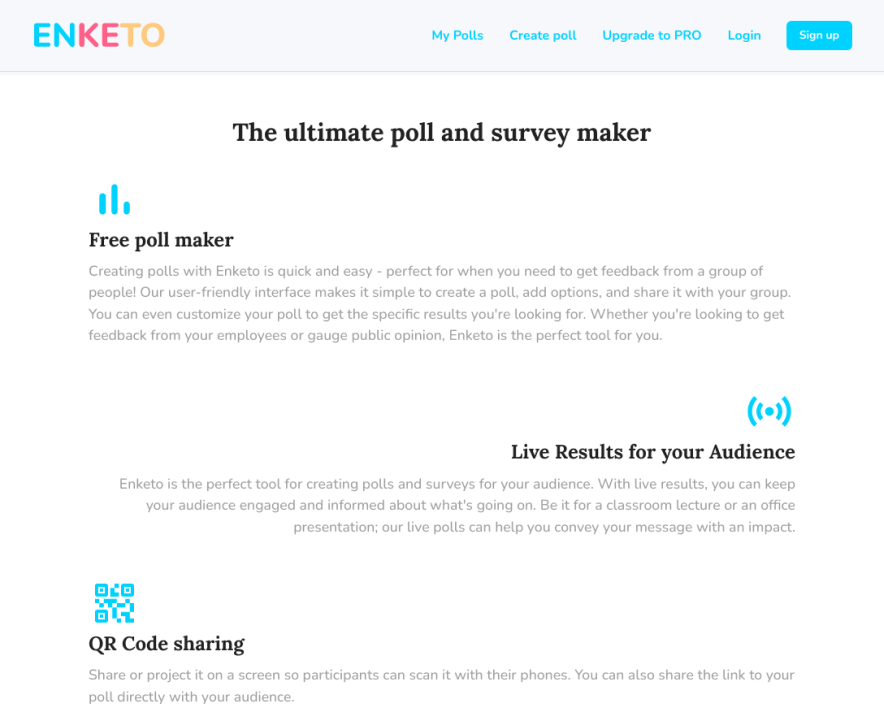 ENKETO
My Polls
Create poll
Upgrade to PRO
Login
Sign up
The ultimate poll and survey maker
Free poll maker
Creating polls with Enketo is quick and easy - perfect for when you need to get feedback from a group of
people! Our user-friendly interface makes it simple to create a poll, add options, and share it with your group.
You can even customize your poll to get the specific results you're looking for. Whether you're looking to get
feedback from your employees or gauge public opinion, Enketo is the perfect tool for you.
Live Results for your Audience
Enketo is the perfect tool for creating polls and surveys for your audience. With live results, you can keep
your audience engaged and informed about what's going on. Be it for a classroom lecture or an office
presentation; our live polls can help you convey your message with an impact.
QR Code sharing
Share or project it on a screen so participants can scan it with their phones. You can also share the link to your
poll directly with your audience.